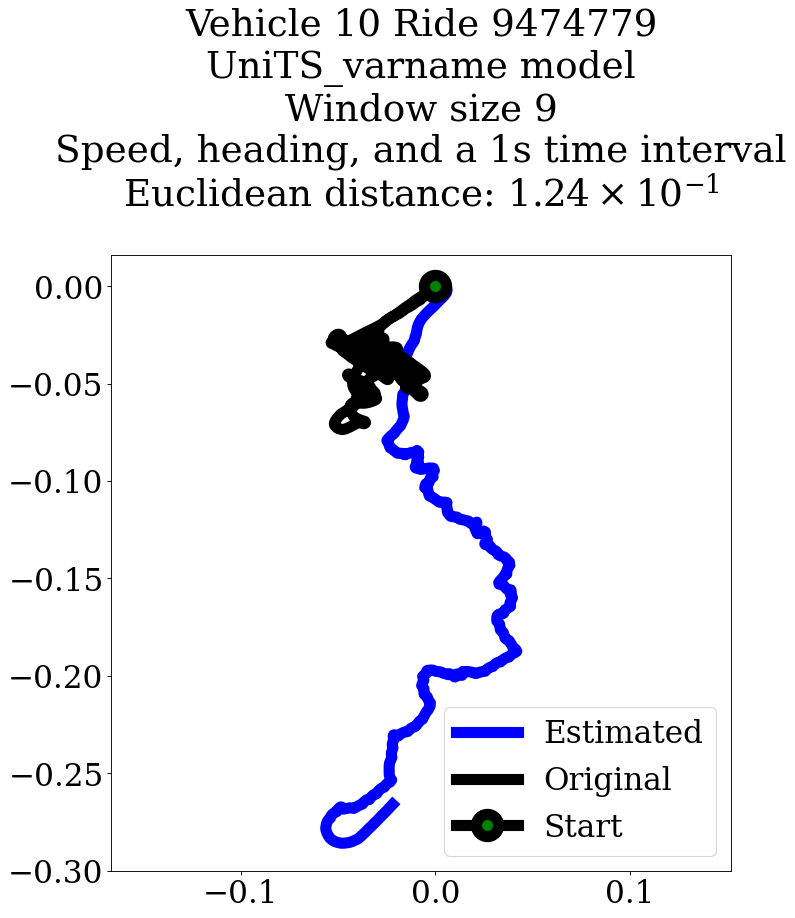 Vehicle 10 Ride 9474779
UniTS_varname model
Window size 9
Speed, heading, and a 1s time interval
Euclidean distance: 1.24 × 10⁻¹
0.00
−0.05
−0.10
−0.15
−0.20
−0.25
−0.30
−0.1
0.0
0.1
Estimated
Original
Start